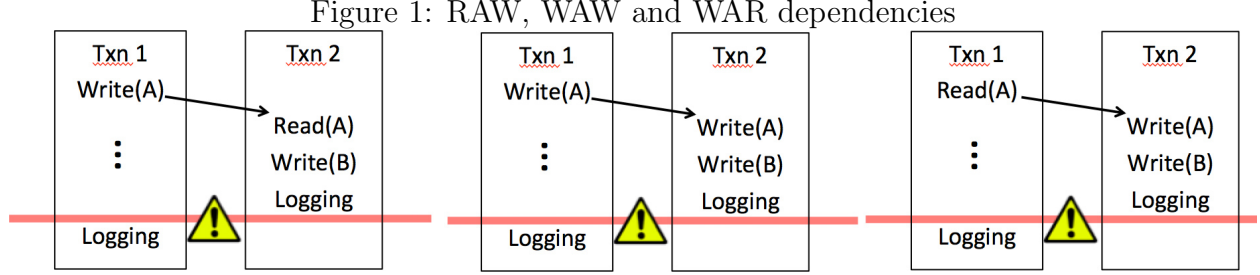 Figure 1: RAW, WAW and WAR dependencies
Txn 1
Write(A)
⋮
Logging
Txn 2
Read(A)
Write(B)
Logging
Txn 1
Write(A)
⋮
Logging
Txn 2
Write(A)
Write(B)
Logging
Txn 1
Read(A)
⋮
Logging
Txn 2
Write(A)
Write(B)
Logging